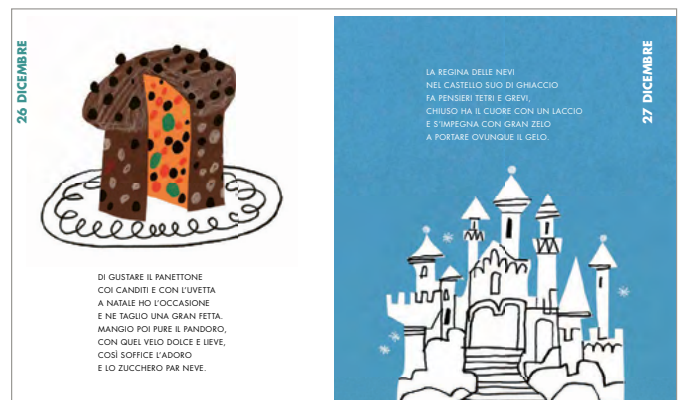 26 DICEMBRE
DI GUSTARE IL PANETTONE
COI CANDITI E CON L'UVETTA
A NATALE HO L'OCCASIONE
E NE TAGLIO UNA GRAN FETTA.
MANGIO POI PURE IL PANDORO,
CON QUEL VELO DOLCE E LIEVE,
COSÌ SOFFICE L'ADORO
E LO ZUCCHERO PAR NEVE.
27 DICEMBRE
LA REGINA DELLE NEVI
NEL CASTELLO SUO DI GHIACCIO
FA PENSIERI TETRI E GREVI,
CHIUSO HA IL CUORE CON UN LACCIO
E S'IMPEGNA CON GRAN ZELO
A PORTARE OVUNQUE IL GELO.